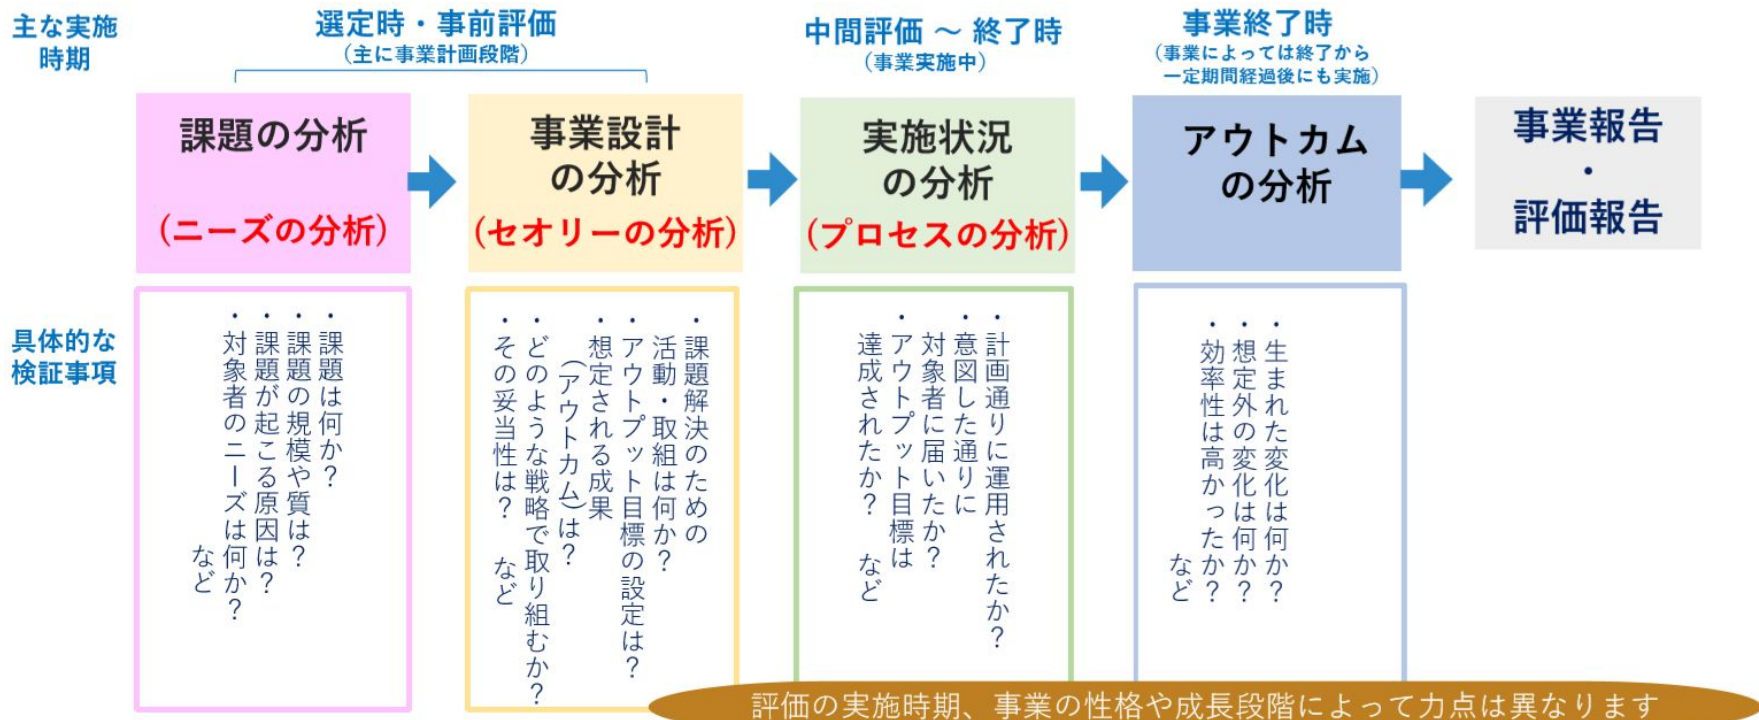 主な実施
時期
選定時・事前評価
（主に事業計画段階）
中間評価 ～ 終了時
（事業実施中）
事業終了時
（事業によっては終了から
一定期間経過後にも実施）
課題の分析
（ニーズの分析）
事業設計
の分析
（セオリーの分析）
実施状況
の分析
（プロセスの分析）
アウトカム
の分析
事業報告
・
評価報告
具体的な
検証事項
・課題は何か？
・課題の規模や質は？
・課題が起こる原因は？
・対象者のニーズは何か？
など
・課題解決のための
活動・取組は何か？
・アウトプット目標の設定は？
・想定される成果
（アウトカム）は？
・どのような戦略で取り組むか？
・その妥当性は？ など
・計画通りに運用されたか？
・意図した通りに
対象者に届いたか？
・アウトプット目標は
達成されたか？ など
・生まれた変化は何か？
・想定外の変化は何か？
・効率性は高かったか？
など
評価の実施時期、事業の性格や成長段階によって力点は異なります